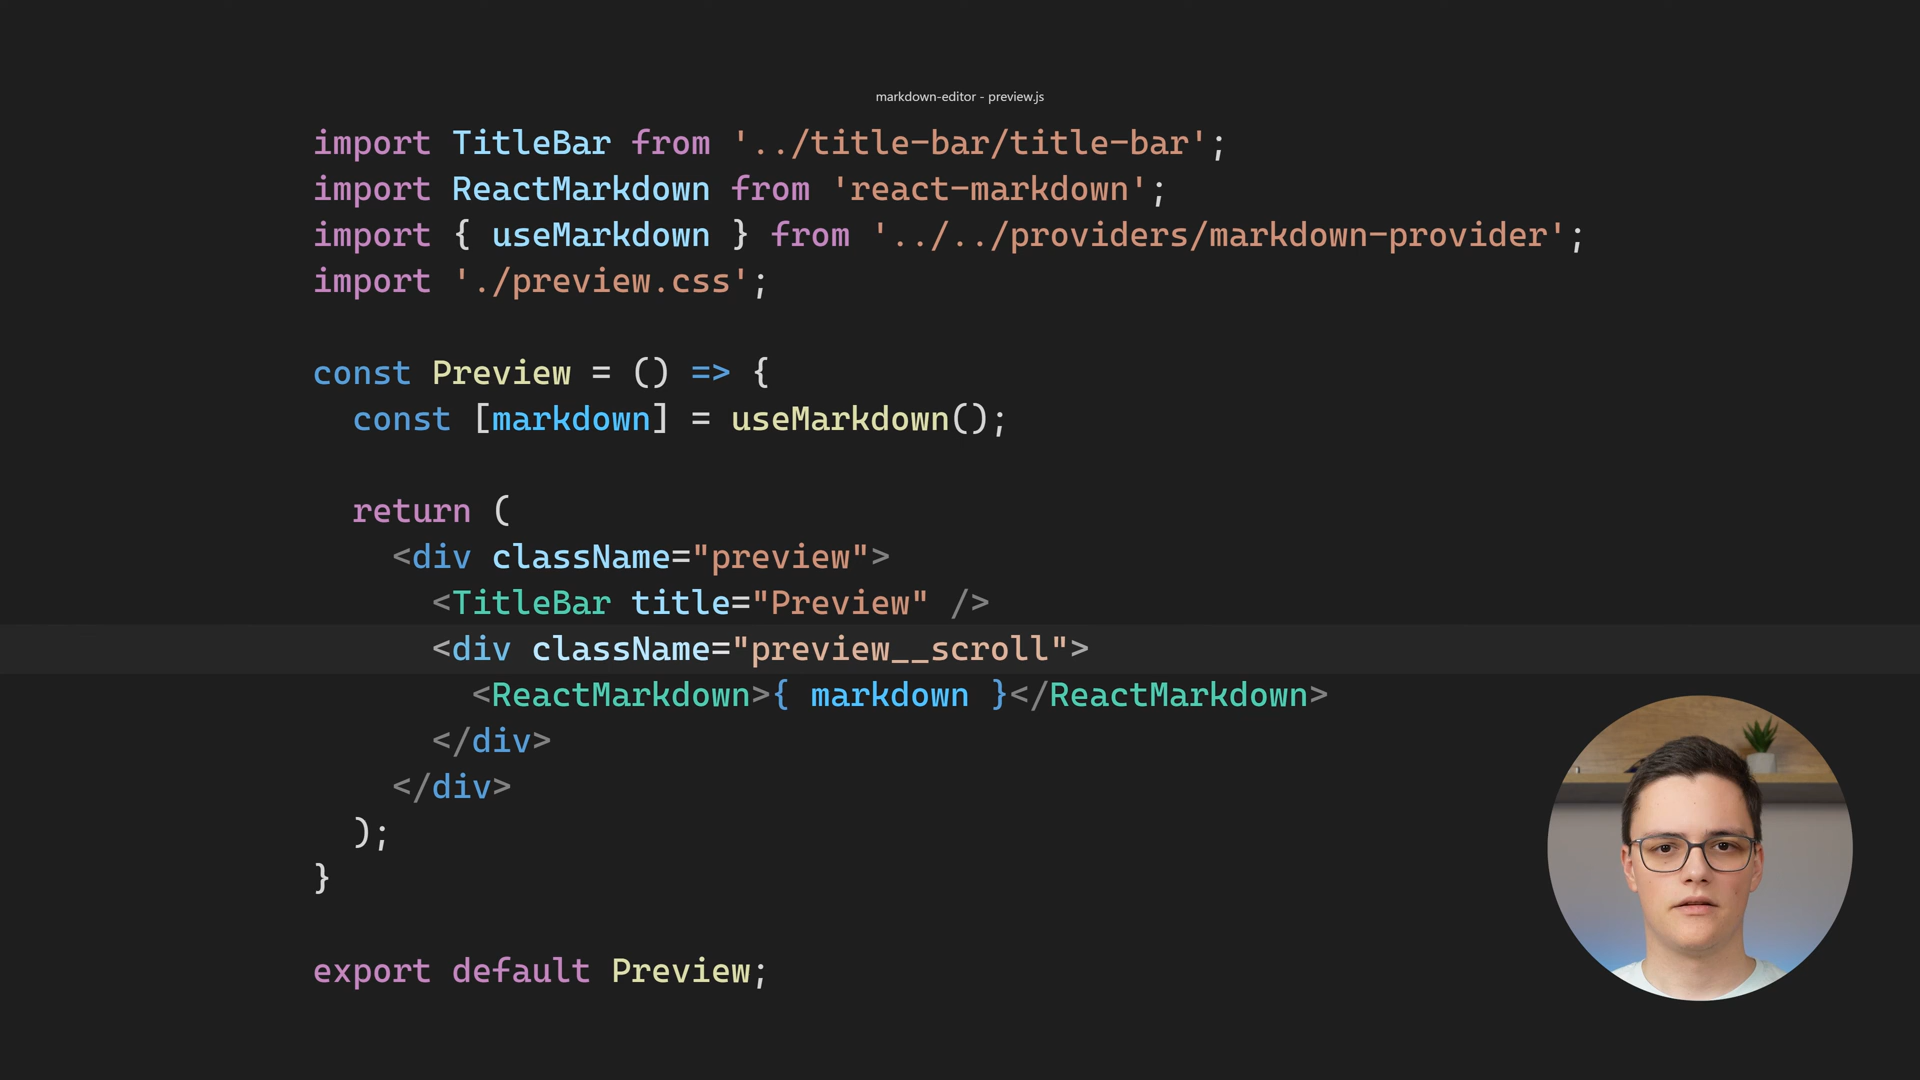 markdown-editor - preview.js
import TitleBar from '../title-bar/title-bar';
import ReactMarkdown from 'react-markdown';
import { useMarkdown } from '../../providers/markdown-provider';
import './preview.css';
const Preview = () => {
  const [markdown] = useMarkdown();
  return (
    <div className="preview">
      <TitleBar title="Preview" />
      <div className="preview__scroll">
        <ReactMarkdown>{ markdown }</ReactMarkdown>
      </div>
    </div>
  );
}
export default Preview;